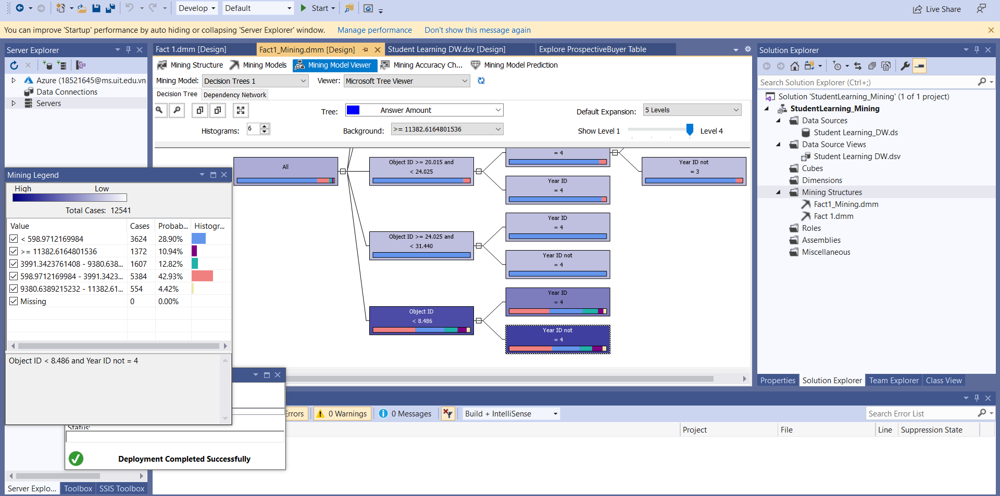 Develop
Default
Start
Live Share
You can improve 'Startup' performance by auto hiding or collapsing 'Server Explorer' window.
Manage performance
Don't show this message again
Server Explorer
Azure (18521645@ms.uit.edu.vn
Data Connections
Servers
Fact 1.dmm [Design]
Fact1_Mining.dmm [Design]
Student Learning DW.dsv [Design]
Explore ProspectiveBuyer Table
Mining Structure
Mining Models
Mining Model Viewer
Mining Accuracy Ch...
Mining Model Prediction
Mining Model:
Decision Trees 1
Viewer:
Microsoft Tree Viewer
Decision Tree
Dependency Network
Tree:
Answer Amount
Default Expansion:
5 Levels
Histograms:
6
Background:
>= 11382.6164801536
Show Level 1
Level 4
All
Object ID >= 20.015 and
< 24.025
= 4
Year ID not
= 3
Year ID
= 4
Object ID >= 24.025 and
< 31.440
Year ID
= 4
Year ID not
= 4
Object ID
< 8.486
Year ID
= 4
Year ID not
= 4
Mining Legend
High
Low
Total Cases: 12541
Value Cases Probab... Histogr...
< 598.9712169984 3624 28.90%
>= 11382.6164801536 1372 10.94%
3991.3423761408 - 9380.638... 1607 12.82%
598.9712169984 - 3991.3423... 5384 42.93%
9380.6389215232 - 11382.61... 554 4.42%
Missing 0 0.00%
Object ID < 8.486 and Year ID not = 4
Status:
Deployment Completed Successfully
Server Explo...
Toolbox
SSIS Toolbox
Errors
0 Warnings
0 Messages
Build + IntelliSense
Search Error List
Project
File
Line
Suppression State
Solution Explorer
Search Solution Explorer (Ctrl+;)
Solution 'StudentLearning_Mining' (1 of 1 project)
StudentLearning_Mining
Data Sources
Student Learning_DW.ds
Data Source Views
Student Learning DW.dsv
Cubes
Dimensions
Mining Structures
Fact1_Mining.dmm
Fact 1.dmm
Roles
Assemblies
Miscellaneous
Properties
Solution Explorer
Team Explorer
Class View